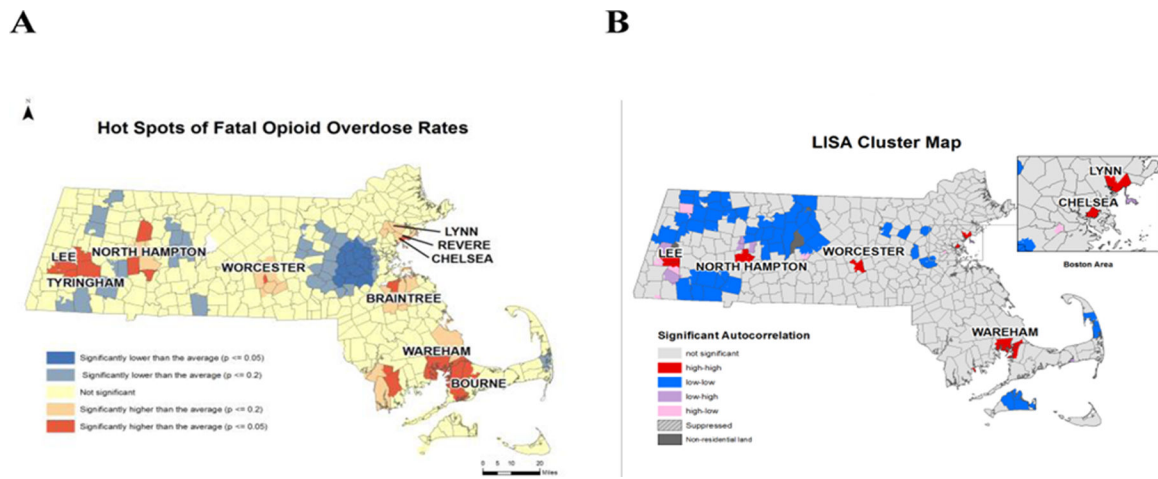 A
B
N
Hot Spots of Fatal Opioid Overdose Rates
LYNN
REVERE
CHELSEA
NORTH HAMPTON
LEE
TYRINGHAM
WORCESTER
BRAINTREE
WAREHAM
BOURNE
Significantly lower than the average (p <= 0.05)
Significantly lower than the average (p <= 0.2)
Not significant
Significantly higher than the average (p <= 0.2)
Significantly higher than the average (p <= 0.05)
0 5 10 20
Miles
LISA Cluster Map
LYNN
CHELSEA
Boston Area
LEE
NORTH HAMPTON
WORCESTER
WAREHAM
Significant Autocorrelation
not significant
high-high
low-low
low-high
high-low
Suppressed
Non-residential land